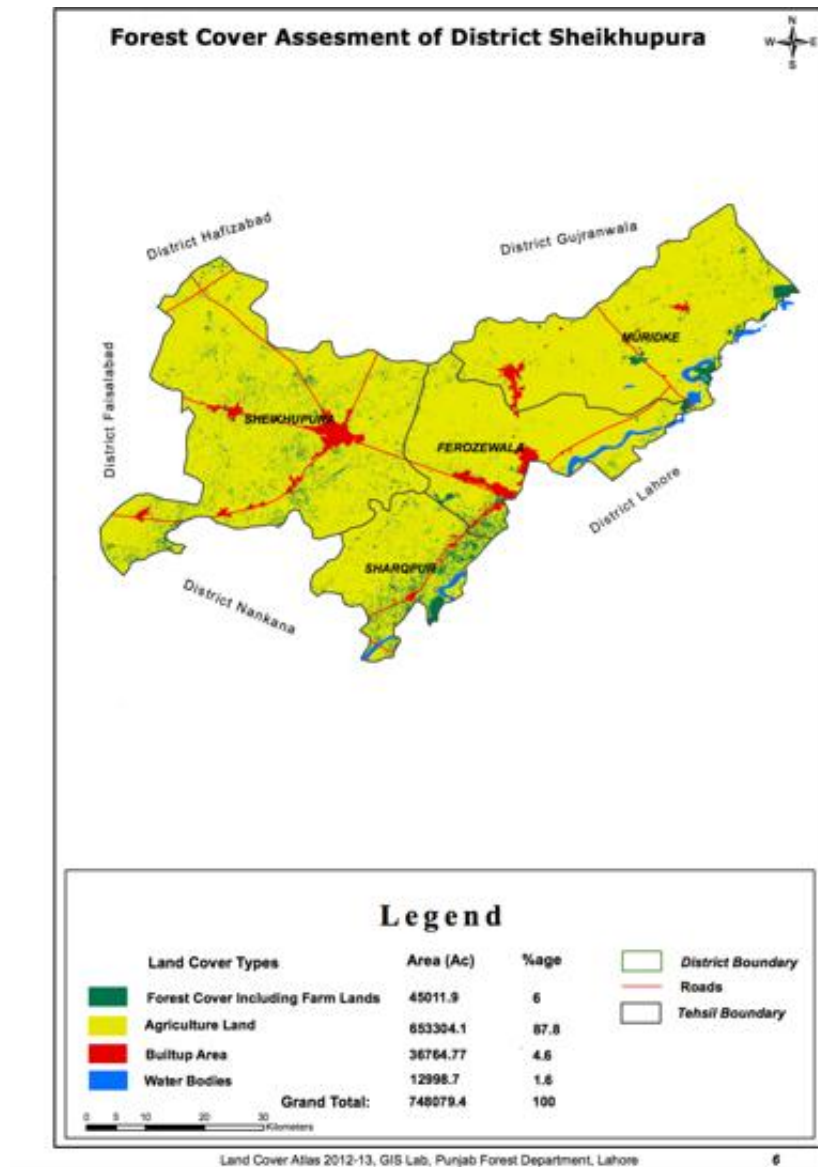 Forest Cover Assesment of District Sheikhupura
N
W E
S
District Hafizabad
District Gujranwala
District Faisalabad
MURIDKE
SHEIKHUPURA
FEROZEWALA
District Lahore
SHARQPUR
District Nankana
Legend
Land Cover Types Area (Ac) %age
Forest Cover Including Farm Lands 45011.9 6
Agriculture Land 653304.1 87.8
Builtup Area 36764.77 4.6
Water Bodies 12998.7 1.6
Grand Total: 748079.4 100
District Boundary
Roads
Tehsil Boundary
0 5 10 20 30
Kilometers
Land Cover Atlas 2012-13, GIS Lab, Punjab Forest Department, Lahore 6